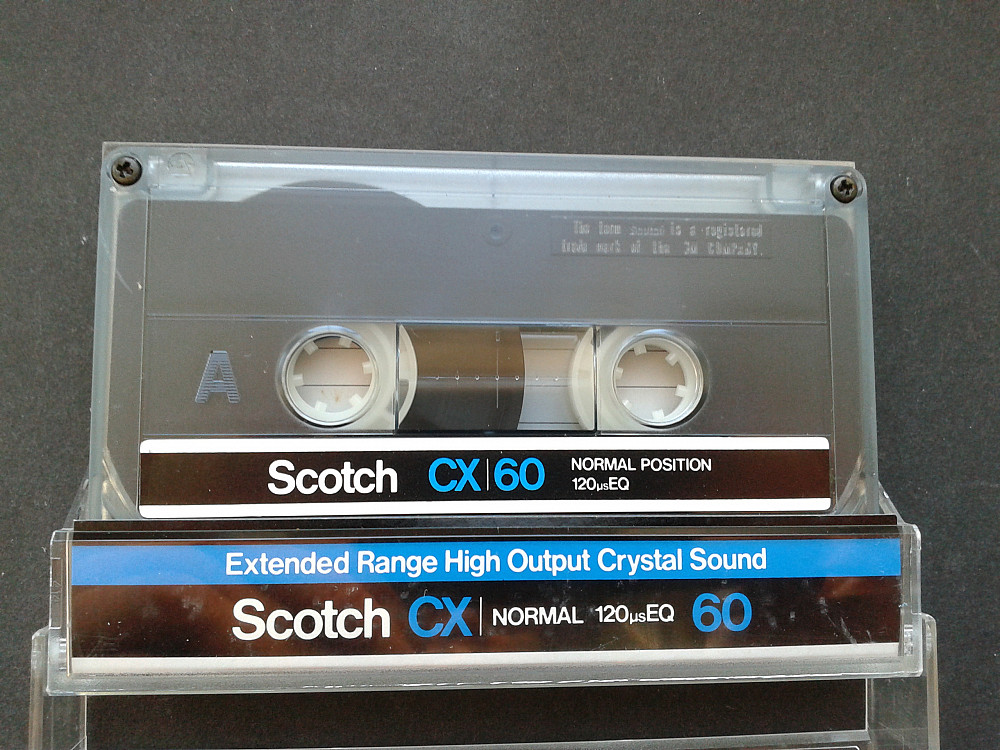 The term Scotch is a registered
trade mark of the 3M COMPANY.
A
Scotch CX|60 NORMAL POSITION
120µsEQ
Extended Range High Output Crystal Sound
Scotch CX|NORMAL 120µsEQ 60